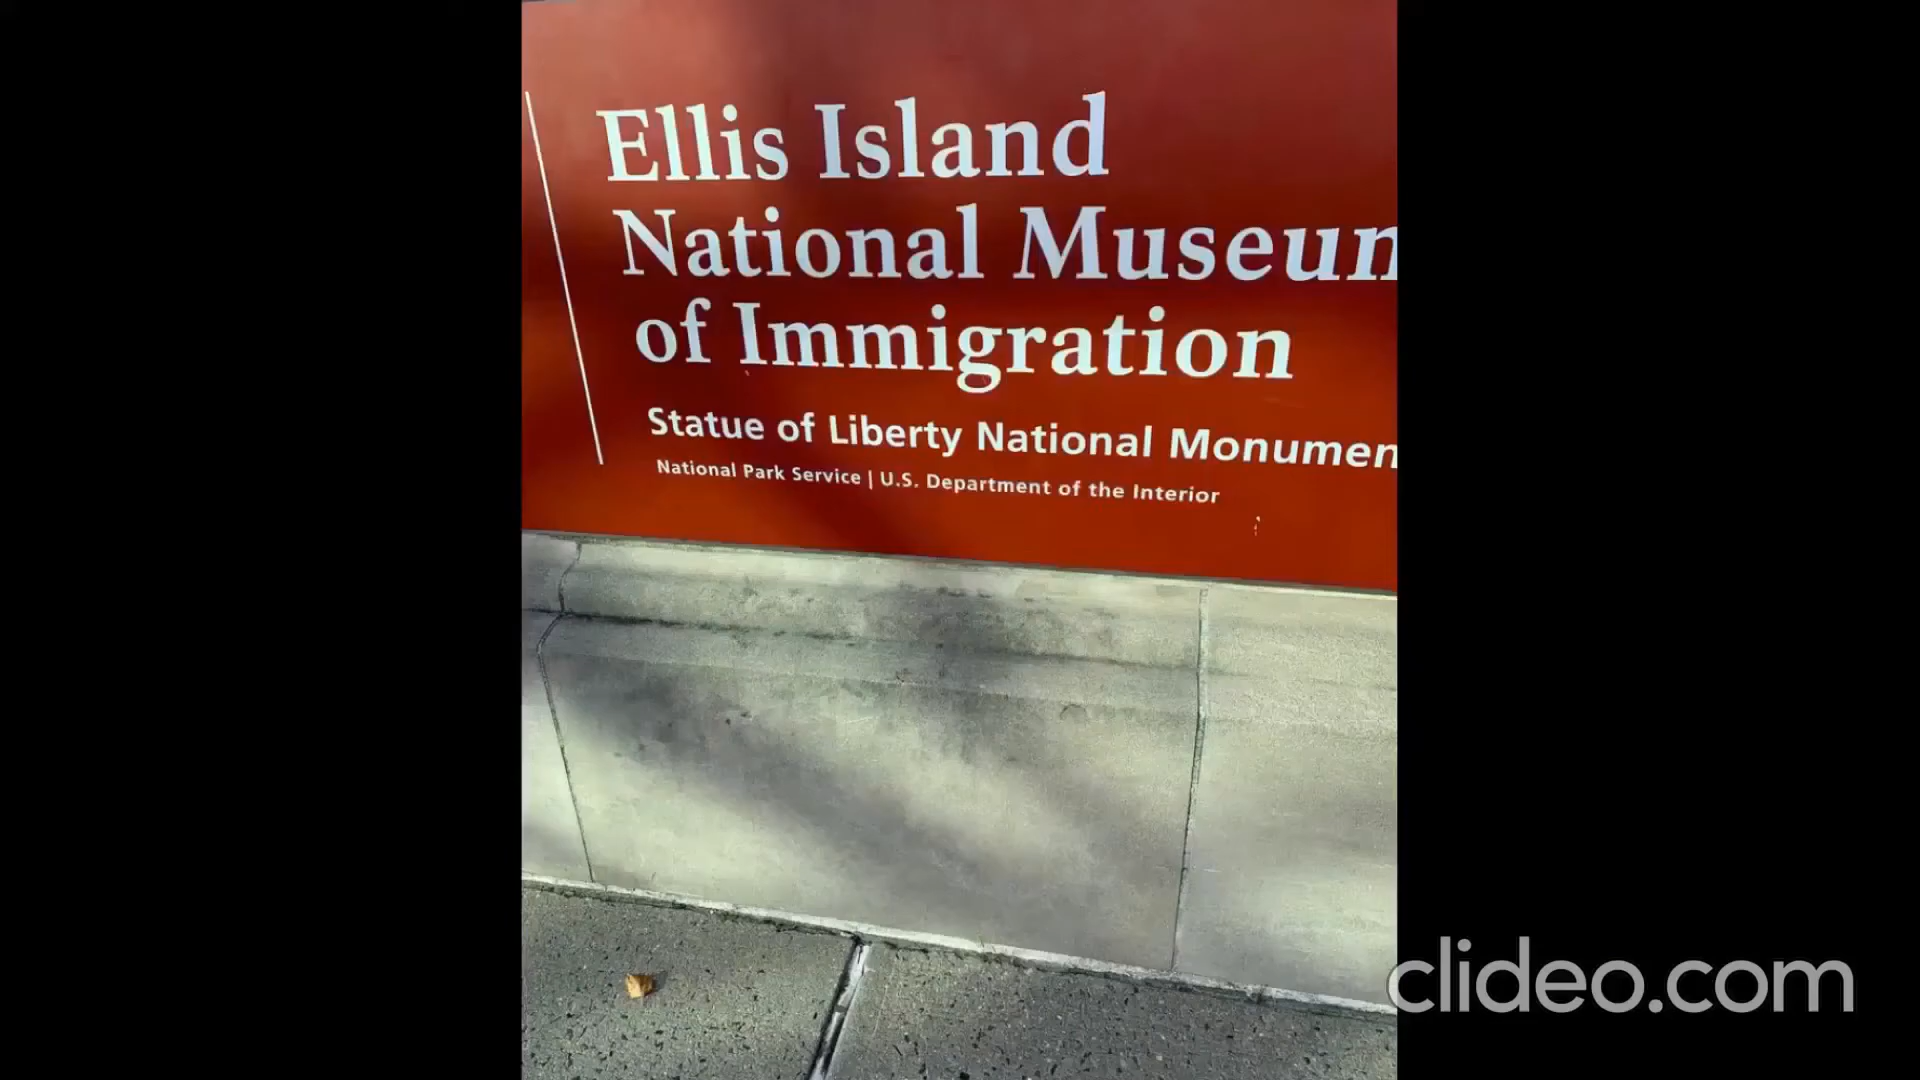 Ellis Island
National Museum
of Immigration
Statue of Liberty National Monumen
National Park Service | U.S. Department of the Interior
clideo.com